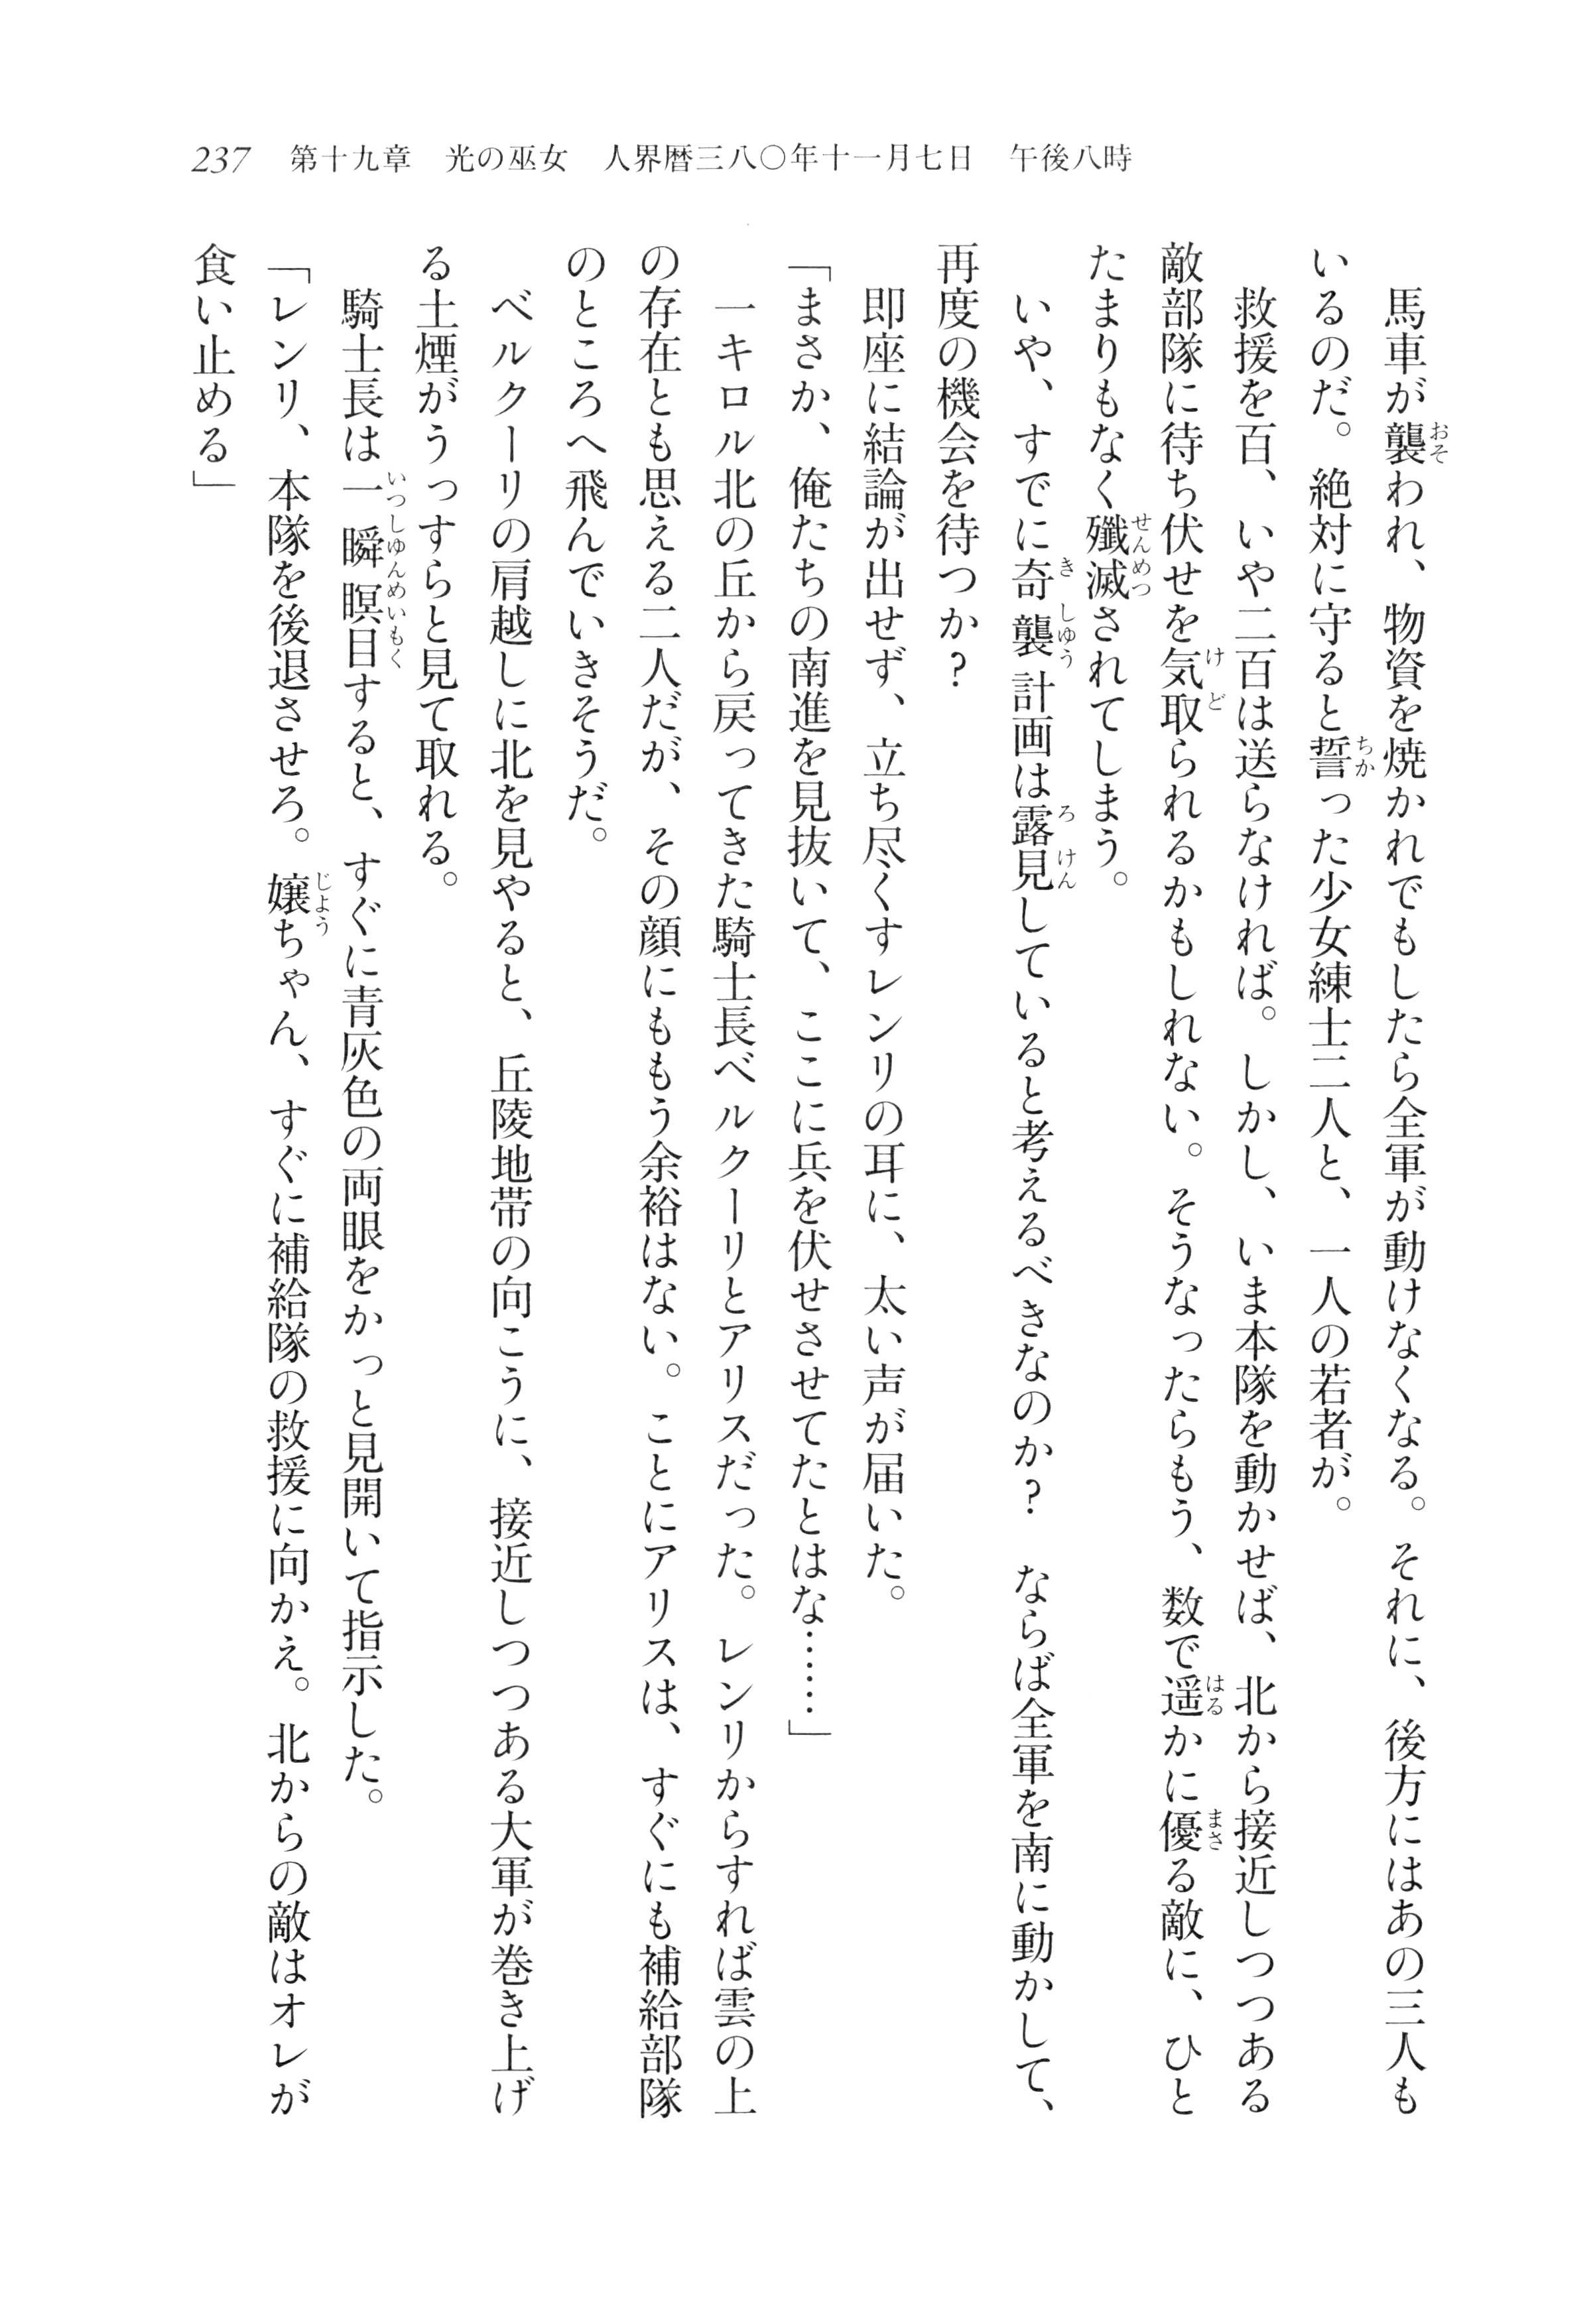 237　第十九章　光の巫女　人界暦三八〇年十一月七日　午後八時
　馬車が襲われ、物資を焼かれでもしたら全軍が動けなくなる。それに、後方にはあの三人も
いるのだ。絶対に守ると誓った少女練士二人と、一人の若者が。
　救援を百、いや二百は送らなければ。しかし、いま本隊を動かせば、北から接近しつつある
敵部隊に待ち伏せを気取られるかもしれない。そうなったらもう、数で遥かに優る敵に、ひと
たまりもなく殲滅されてしまう。
　いや、すでに奇襲計画は露見していると考えるべきなのか？　ならば全軍を南に動かして、
再度の機会を待つか？
　即座に結論が出せず、立ち尽くすレンリの耳に、太い声が届いた。
「まさか、俺たちの南進を見抜いて、ここに兵を伏せさせてたとはな……」
　一キロル北の丘から戻ってきた騎士長ベルクーリとアリスだった。レンリからすれば雲の上
の存在とも思える二人だが、その顔にももう余裕はない。ことにアリスは、すぐにも補給部隊
のところへ飛んでいきそうだ。
　ベルクーリの肩越しに北を見やると、丘陵地帯の向こうに、接近しつつある大軍が巻き上げ
る土煙がうっすらと見て取れる。
　騎士長は一瞬瞑目すると、すぐに青灰色の両眼をかっと見開いて指示した。
「レンリ、本隊を後退させろ。嬢ちゃん、すぐに補給隊の救援に向かえ。北からの敵はオレが
食い止める」